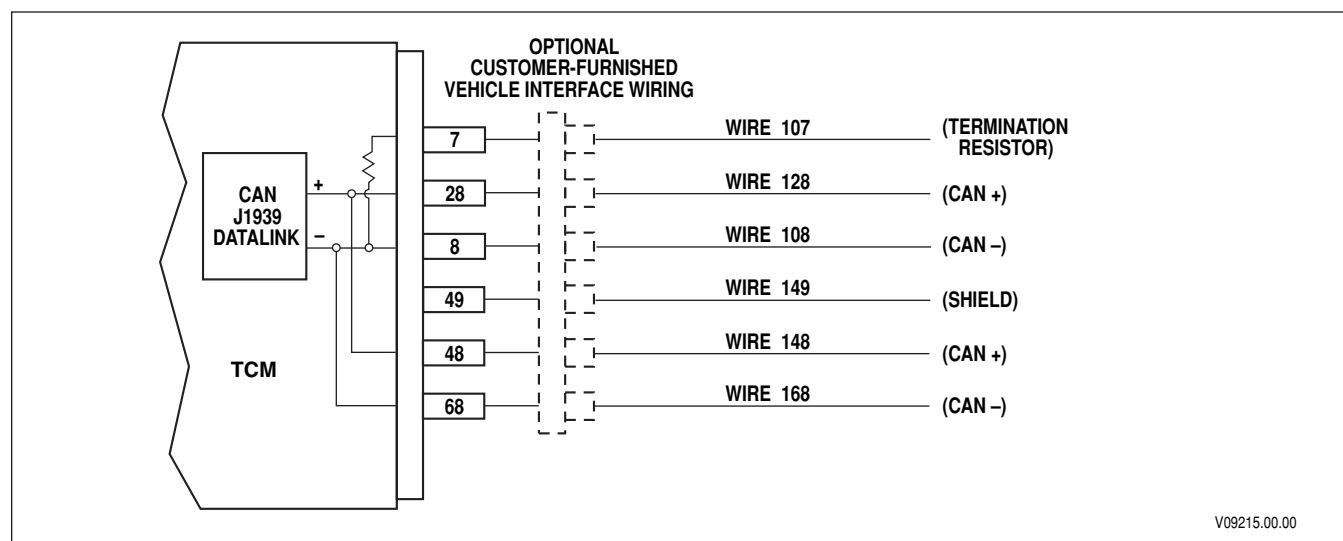 OPTIONAL
CUSTOMER-FURNISHED
VEHICLE INTERFACE WIRING
CAN
J1939
DATALINK
+
–
TCM
7
WIRE 107
(TERMINATION
RESISTOR)
28
WIRE 128
(CAN +)
8
WIRE 108
(CAN –)
49
WIRE 149
(SHIELD)
48
WIRE 148
(CAN +)
68
WIRE 168
(CAN –)
V09215.00.00